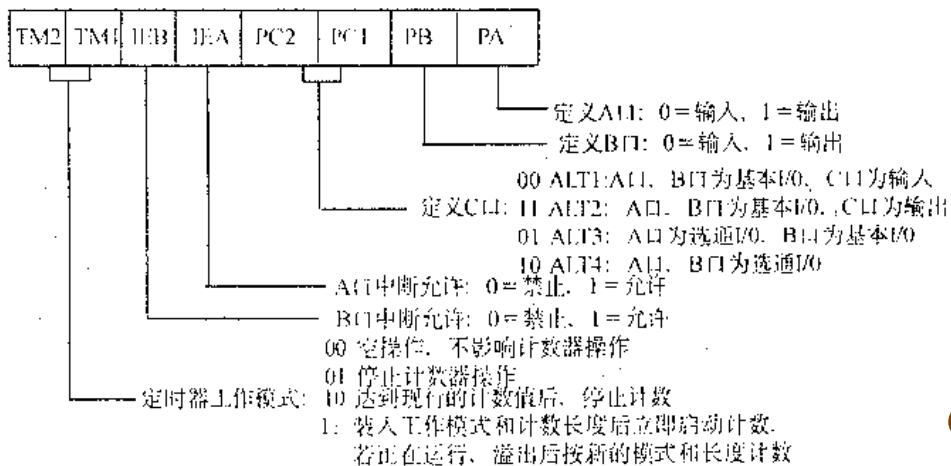 TM2 TM1 IEB IEA PC2 PC1 PB PA
定义A口: 0=输入、1=输出
定义B口: 0=输入、1=输出
00 ALT1:A口、B口为基本I/0、C口为输入
定义C口: 11 ALT2: A口、B口为基本I/0、C口为输出
01 ALT3: A口为选通I/0、B口为基本I/0
10 ALT4: A口、B口为选通I/0
A口中断允许: 0=禁止、1=允许
B口中断允许: 0=禁止、1=允许
00 空操作、不影响计数器操作
01 停止计数器操作
定时器工作模式: 10 达到现行的计数值后、停止计数
1: 装入工作模式和计数长度后立即启动计数.
若正在运行、溢出后按新的模式和长度计数